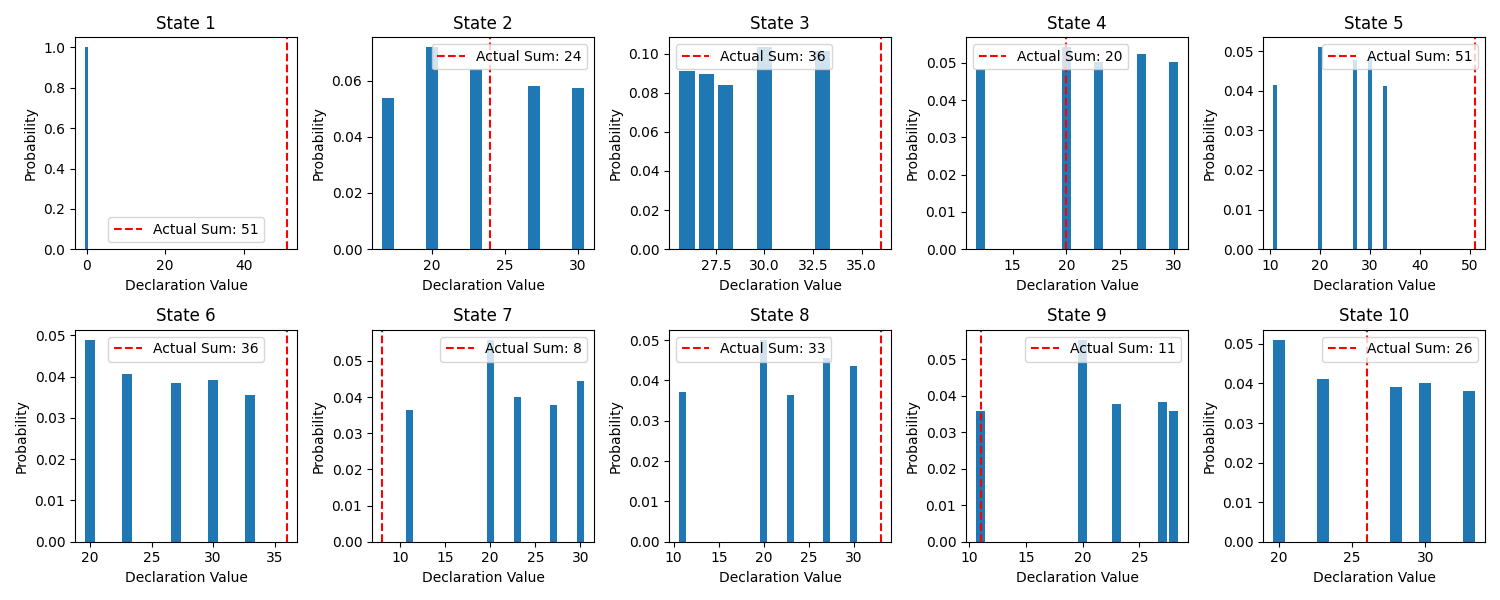 State 1
State 2
State 3
State 4
State 5
1.0
0.8
0.6
0.4
0.2
0.0
Probability
Actual Sum: 51
0
20
40
Declaration Value
0.06
0.04
0.02
0.00
Probability
Actual Sum: 24
20
25
30
Declaration Value
0.10
0.08
0.06
0.04
0.02
0.00
Probability
Actual Sum: 36
27.5
30.0
32.5
35.0
Declaration Value
0.05
0.04
0.03
0.02
0.01
0.00
Probability
Actual Sum: 20
15
20
25
30
Declaration Value
0.05
0.04
0.03
0.02
0.01
0.00
Probability
Actual Sum: 51
10
20
30
40
50
Declaration Value
State 6
State 7
State 8
State 9
State 10
0.05
0.04
0.03
0.02
0.01
0.00
Probability
Actual Sum: 36
20
25
30
35
Declaration Value
0.05
0.04
0.03
0.02
0.01
0.00
Probability
Actual Sum: 8
10
15
20
25
30
Declaration Value
0.05
0.04
0.03
0.02
0.01
0.00
Probability
Actual Sum: 33
10
15
20
25
30
Declaration Value
0.05
0.04
0.03
0.02
0.01
0.00
Probability
Actual Sum: 11
10
15
20
25
Declaration Value
0.05
0.04
0.03
0.02
0.01
0.00
Probability
Actual Sum: 26
20
25
30
Declaration Value